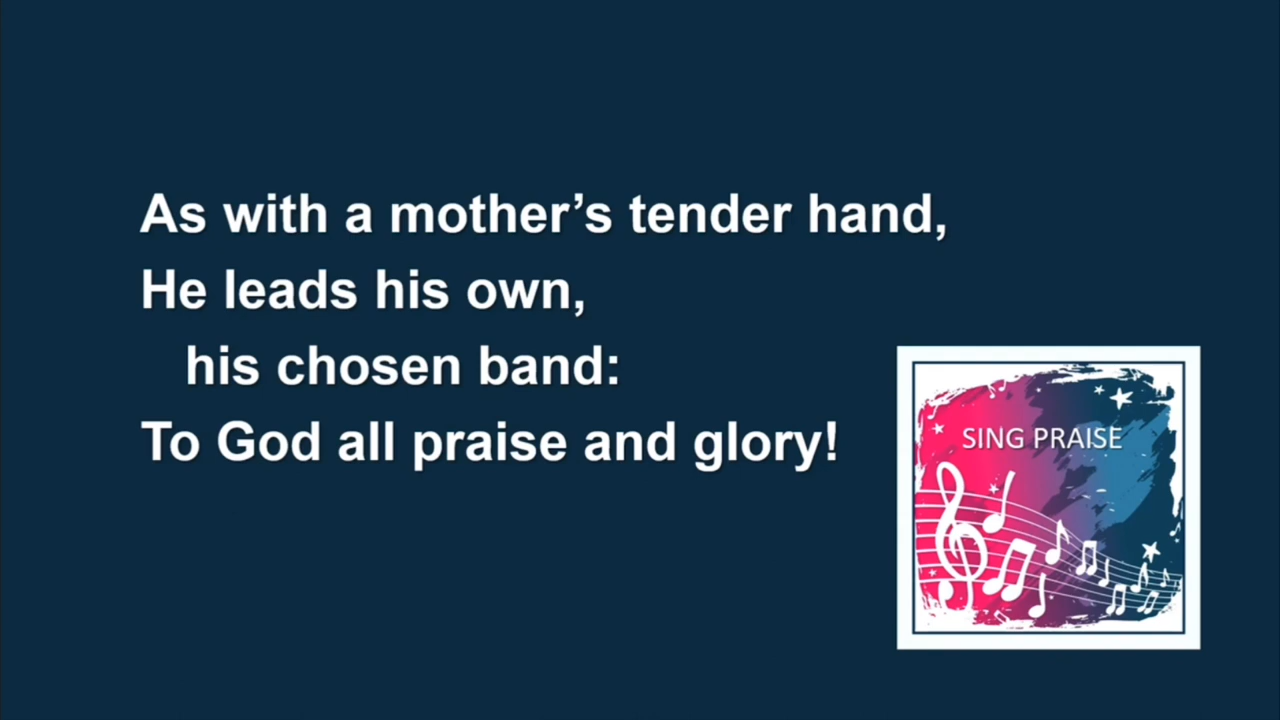 As with a mother’s tender hand,
He leads his own,
his chosen band:
To God all praise and glory!
SING PRAISE